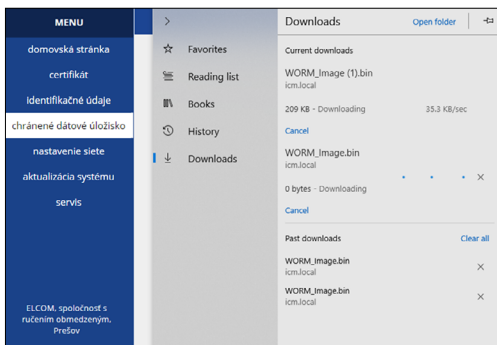 MENU
domovská stránka
certifikát
identifikačné údaje
chránené dátové úložisko
nastavenie siete
aktualizácia systému
servis
ELCOM, spoločnosť s
ručením obmedzeným,
Prešov
Favorites
Reading list
Books
History
Downloads
Downloads
Open folder
Current downloads
WORM_Image (1).bin
icm.local
209 KB - Downloading
35.3 KB/sec
Cancel
WORM_Image.bin
icm.local
0 bytes - Downloading
Cancel
Past downloads
Clear all
WORM_Image.bin
icm.local
WORM_Image.bin
icm.local